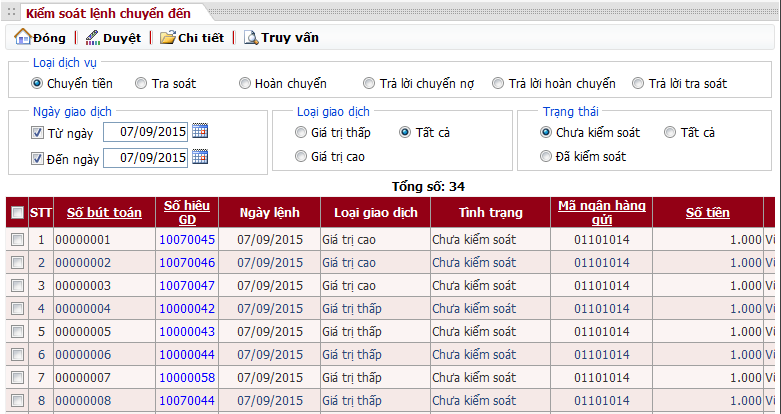 Kiểm soát lệnh chuyển đến
Đóng | Duyệt | Chi tiết | Truy vấn
Loại dịch vụ
Chuyển tiền Tra soát Hoàn chuyển Trả lời chuyển nợ Trả lời hoàn chuyển Trả lời tra soát
Ngày giao dịch Loại giao dịch Trạng thái
Từ ngày 07/09/2015 Giá trị thấp Tất cả Chưa kiểm soát Tất cả
Đến ngày 07/09/2015 Giá trị cao Đã kiểm soát
Tổng số: 34
STT Số bút toán Số hiệu GD Ngày lệnh Loại giao dịch Tình trạng Mã ngân hàng gửi Số tiền
1 00000001 10070045 07/09/2015 Giá trị cao Chưa kiểm soát 01101014 1.000 Vi
2 00000002 10070046 07/09/2015 Giá trị cao Chưa kiểm soát 01101014 1.000 Vi
3 00000003 10070047 07/09/2015 Giá trị cao Chưa kiểm soát 01101014 1.000 Vi
4 00000004 10000042 07/09/2015 Giá trị thấp Chưa kiểm soát 01101014 1.000 Vi
5 00000005 10000043 07/09/2015 Giá trị thấp Chưa kiểm soát 01101014 1.000 Vi
6 00000006 10000044 07/09/2015 Giá trị thấp Chưa kiểm soát 01101014 1.000 Vi
7 00000007 10000058 07/09/2015 Giá trị thấp Chưa kiểm soát 01101014 1.000 Vi
8 00000008 10070044 07/09/2015 Giá trị thấp Chưa kiểm soát 01101014 1.000 Vi